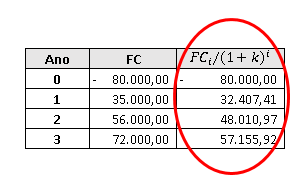 Ano FC FCᵢ/(1 + k)ⁱ
0 - 80.000,00 - 80.000,00
1 35.000,00 32.407,41
2 56.000,00 48.010,97
3 72.000,00 57.155,92